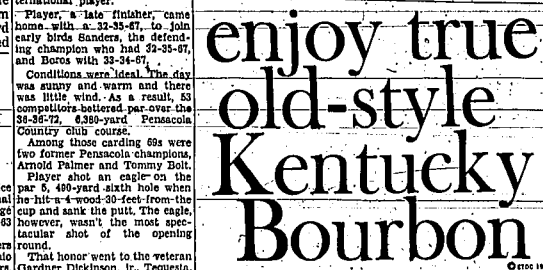 ternational player.
Player, a late finisher, came
home with a 32-35-67, to join
early birds Sanders, the defend-
ing champion who had 32-35-67,
and Boros with 33-34-67.
Conditions were ideal. The day
was sunny and warm and there
was little wind. As a result, 53
competitors bettered par over the
36-36-72, 6,380-yard Pensacola
Country club course.
Among those carding 69s were
two former Pensacola champions,
Arnold Palmer and Tommy Bolt.
Player shot an eagle on the
par 5, 490-yard sixth hole when
he hit a 4-wood 30 feet from the
cup and sank the putt. The eagle,
however, wasn't the most spec-
tacular shot of the opening
round.
That honor went to the veteran
Gardner Dickinson, jr., Tequesta,
enjoy true
old-style
Kentucky
Bourbon